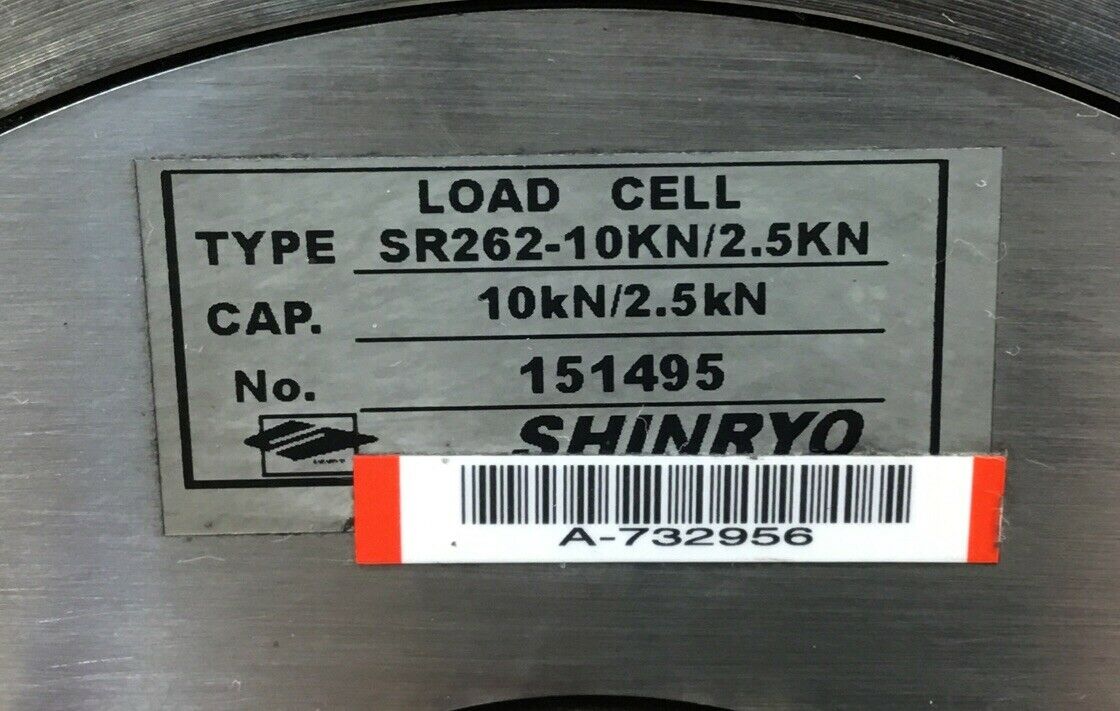 LOAD CELL
TYPE SR262-10KN/2.5KN
CAP. 10kN/2.5kN
No. 151495
SHINRYO
A-732956